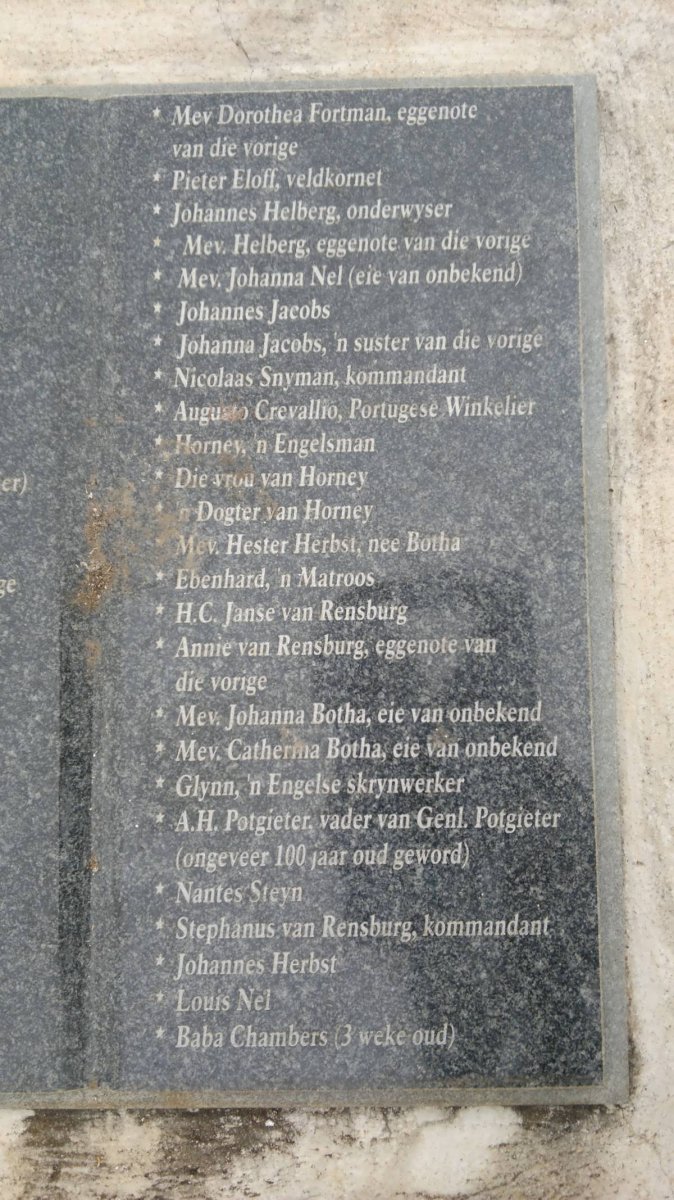 er)
ge
* Mev Dorothea Fortman, eggenote
van die vorige
* Pieter Eloff, veldkornet
* Johannes Helberg, onderwyser
* Mev. Helberg, eggenote van die vorige
* Mev. Johanna Nel (eie van onbekend)
* Johannes Jacobs
* Johanna Jacobs, 'n suster van die vorige
* Nicolaas Snyman, kommandant
* Augusto Crevallio, Portugese Winkelier
* Horney, 'n Engelsman
* Die vrou van Horney
* 'n Dogter van Horney
Mev. Hester Herbst, nee Botha
* Ebenhard, 'n Matroos
* H.C. Janse van Rensburg
* Annie van Rensburg, eggenote van
die vorige
* Mev. Johanna Botha, eie van onbekend
* Mev. Catherina Botha, eie van onbekend
* Glynn, 'n Engelse skrynwerker
* A.H. Potgieter, vader van Genl. Potgieter
(ongeveer 100 jaar oud geword)
* Nantes Steyn
* Stephanus van Rensburg, kommandant
* Johannes Herbst
* Louis Nel
* Baba Chambers (3 weke oud)